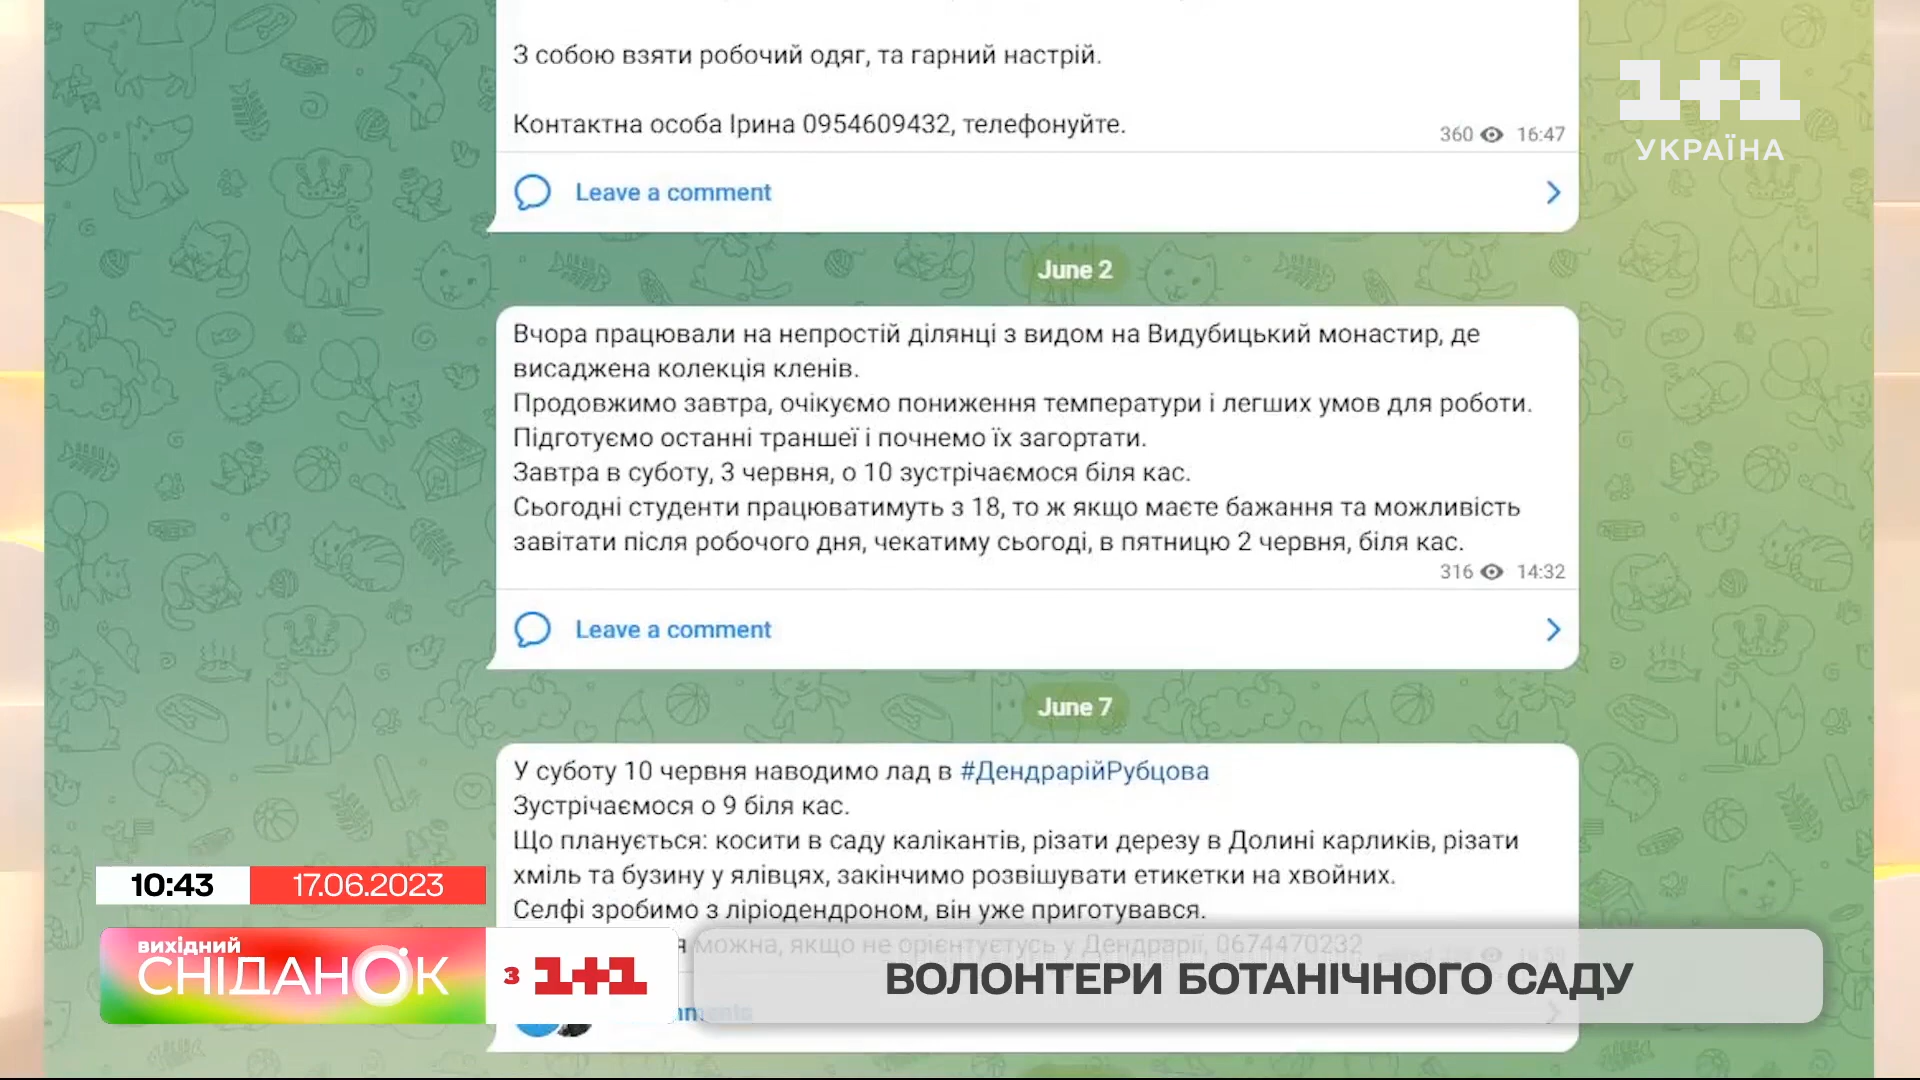 З собою взяти робочий одяг, та гарний настрій.
Контактна особа Ірина 0954609432, телефонуйте.
360 16:47
1+1
УКРАЇНА
Leave a comment
June 2
Вчора працювали на непростій ділянці з видом на Видубицький монастир, де
висаджена колекція кленів.
Продовжимо завтра, очікуємо пониження температури і легших умов для роботи.
Підготуємо останні траншеї і почнемо їх загортати.
Завтра в суботу, 3 червня, о 10 зустрічаємося біля кас.
Сьогодні студенти працюватимуть з 18, то ж якщо маєте бажання та можливість
завітати після робочого дня, чекатиму сьогоді, в пятницю 2 червня, біля кас.
316 14:32
Leave a comment
June 7
У суботу 10 червня наводимо лад в #ДендрарійРубцова
Зустрічаємося о 9 біля кас.
Що планується: косити в саду калікантів, різати дерезу в Долині карликів, різати
хміль та бузину у ялівцях, закінчимо розвішувати етикетки на хвойних.
Селфі зробимо з ліріодендроном, він уже приготувався.
можна, якщо не орієнтуєтусь у Дендрарії, 0674470232
10:43 17.06.2023
вихідний
СНІДАНОК
з 1+1
ВОЛОНТЕРИ БОТАНІЧНОГО САДУ